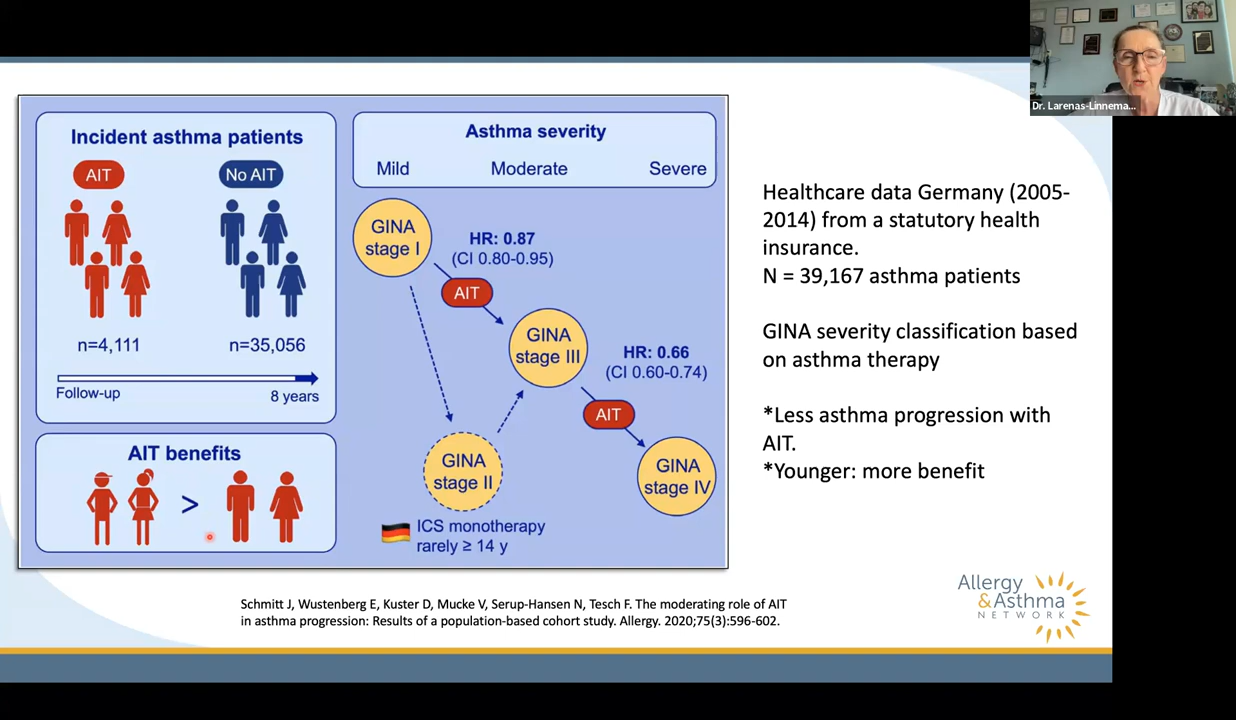 Dr. Larenas-Linnema...
Incident asthma patients
AIT
No AIT
n=4,111
n=35,056
Follow-up
8 years
AIT benefits
>
Asthma severity
Mild
Moderate
Severe
GINA
stage I
HR: 0.87
(CI 0.80-0.95)
AIT
GINA
stage III
HR: 0.66
(CI 0.60-0.74)
AIT
GINA
stage II
GINA
stage IV
ICS monotherapy
rarely ≥ 14 y
Healthcare data Germany (2005-
2014) from a statutory health
insurance.
N = 39,167 asthma patients
GINA severity classification based
on asthma therapy
*Less asthma progression with
AIT.
*Younger: more benefit
Schmitt J, Wustenberg E, Kuster D, Mucke V, Serup-Hansen N, Tesch F. The moderating role of AIT
in asthma progression: Results of a population-based cohort study. Allergy. 2020;75(3):596-602.
Allergy
&Asthma
NETWORK